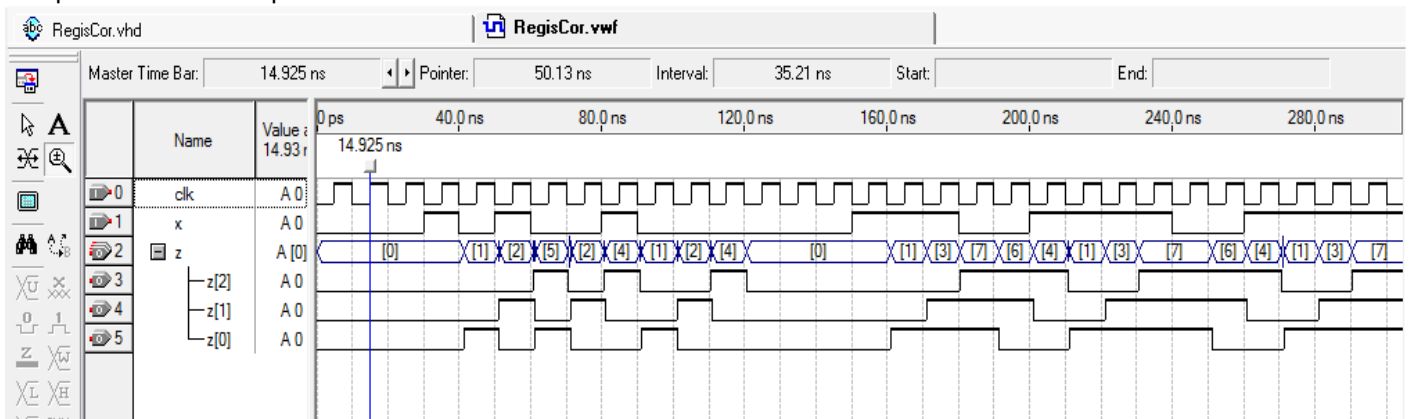 RegisCor.vhd RegisCor.vwf
Master Time Bar: 14.925 ns Pointer: 50.13 ns Interval: 35.21 ns Start: End:
Name Value a 14.93 r
0 ps 40.0 ns 80.0 ns 120.0 ns 160.0 ns 200.0 ns 240.0 ns 280.0 ns
14.925 ns
0 clk A 0
1 x A 0
2 z A [0] [0] [1] [2] [5] [2] [4] [1] [2] [4] [0] [1] [3] [7] [6] [4] [1] [3] [7] [6] [4] [1] [3] [7]
3 z[2] A 0
4 z[1] A 0
5 z[0] A 0